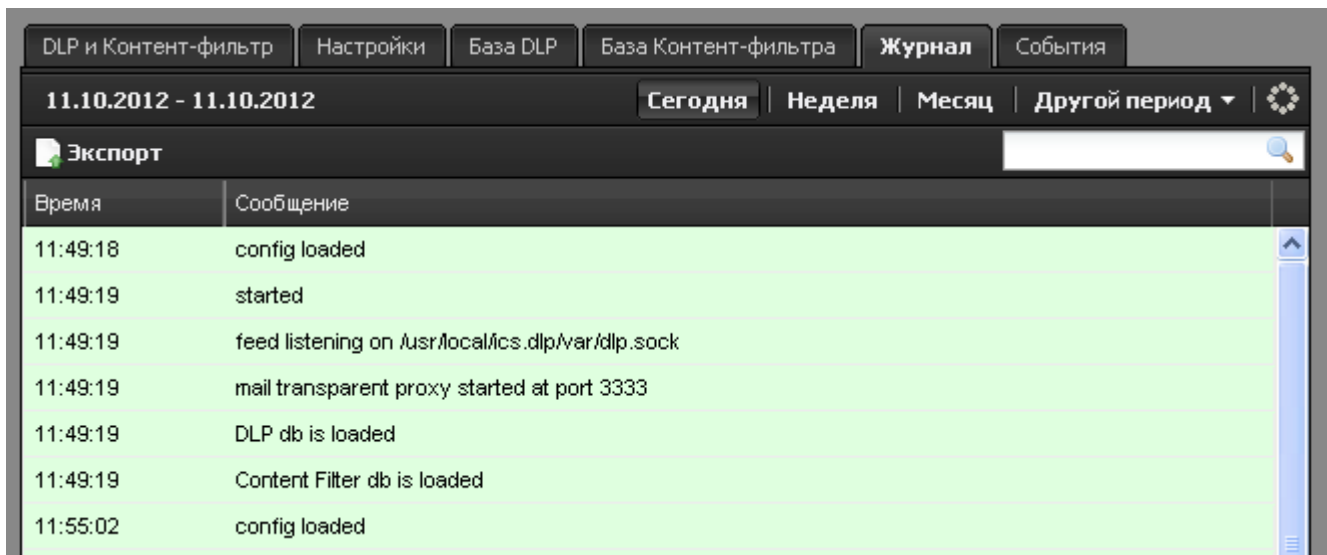 DLP и Контент-фильтр Настройки База DLP База Контент-фильтра Журнал События
11.10.2012 - 11.10.2012 Сегодня Неделя Месяц Другой период
Экспорт
Время Сообщение
11:49:18 config loaded
11:49:19 started
11:49:19 feed listening on /usr/local/ics.dlp/var/dlp.sock
11:49:19 mail transparent proxy started at port 3333
11:49:19 DLP db is loaded
11:49:19 Content Filter db is loaded
11:55:02 config loaded